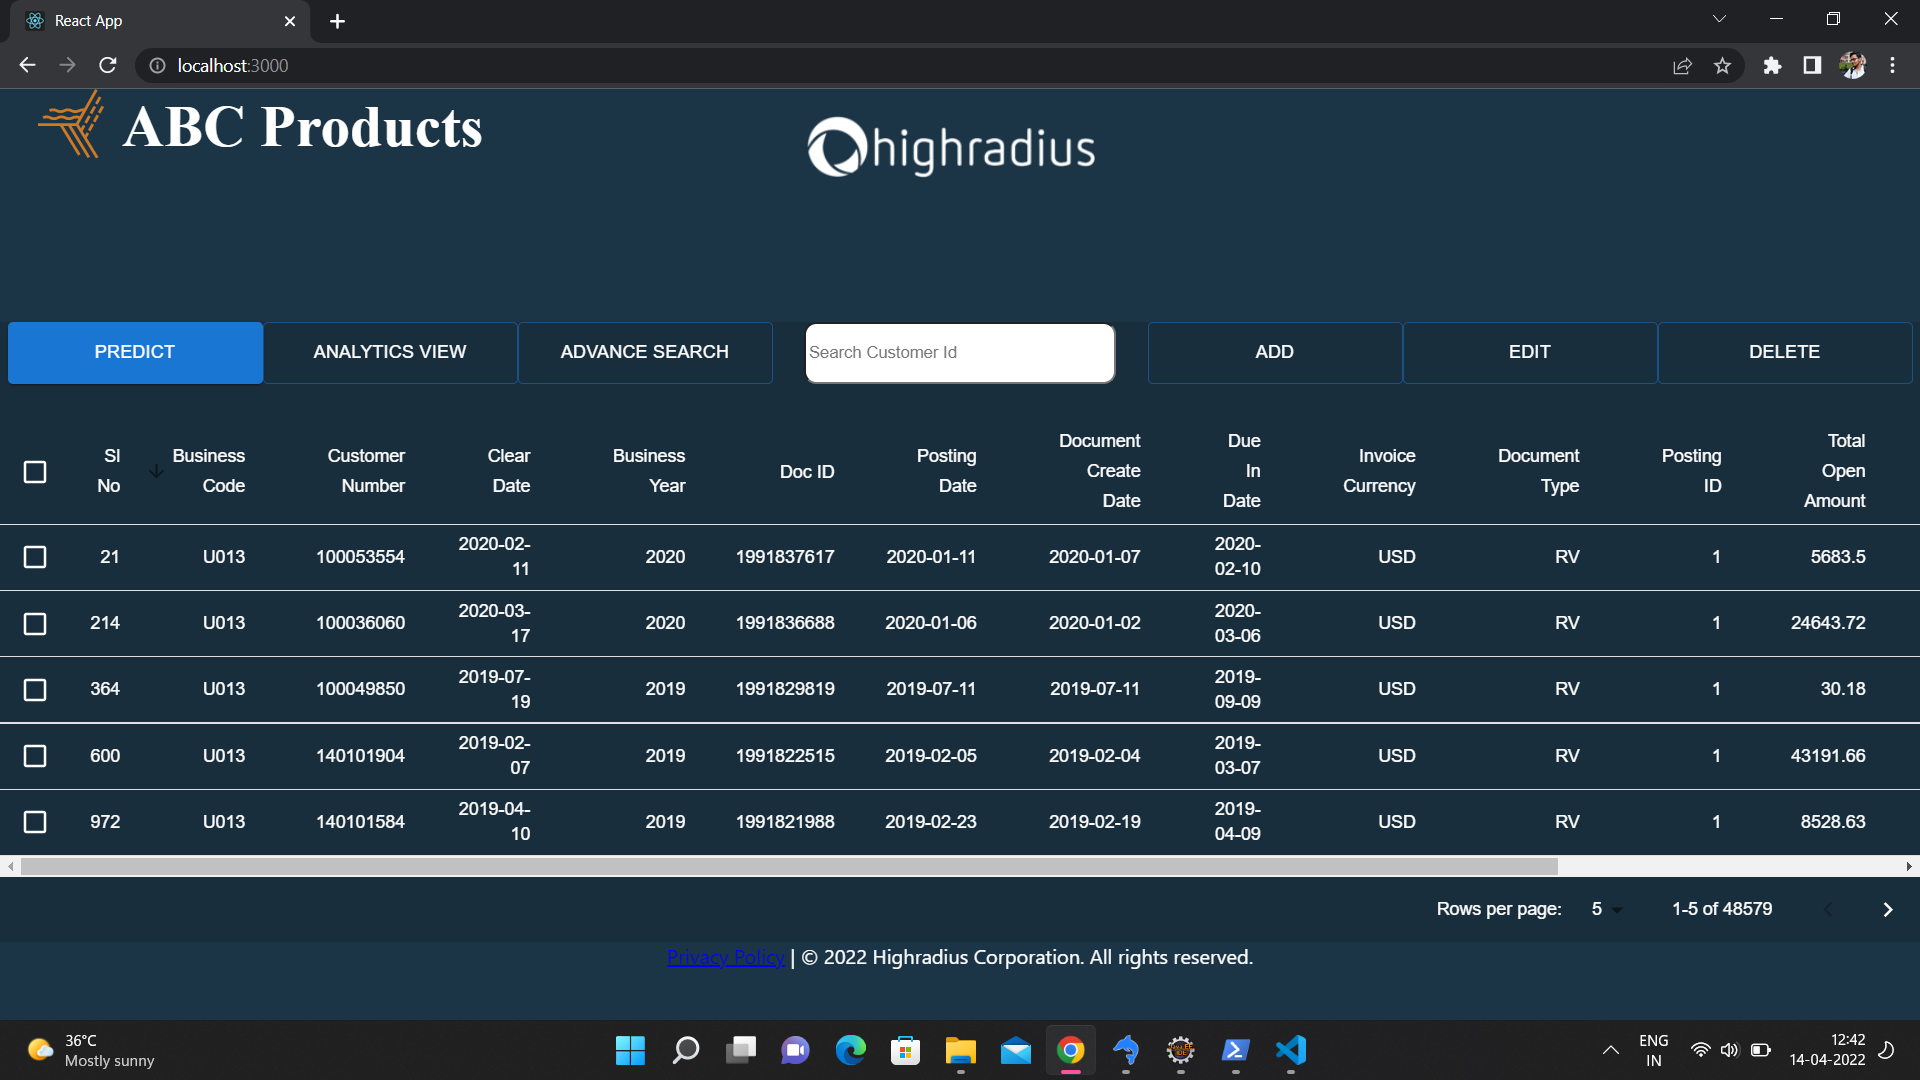 React App
localhost:3000
ABC Products
highradius
PREDICT ANALYTICS VIEW ADVANCE SEARCH Search Customer Id ADD EDIT DELETE
Sl No Business Code Customer Number Clear Date Business Year Doc ID Posting Date Document Create Date Due In Date Invoice Currency Document Type Posting ID Total Open Amount
21 U013 100053554 2020-02-11 2020 1991837617 2020-01-11 2020-01-07 2020-02-10 USD RV 1 5683.5
214 U013 100036060 2020-03-17 2020 1991836688 2020-01-06 2020-01-02 2020-03-06 USD RV 1 24643.72
364 U013 100049850 2019-07-19 2019 1991829819 2019-07-11 2019-07-11 2019-09-09 USD RV 1 30.18
600 U013 140101904 2019-02-07 2019 1991822515 2019-02-05 2019-02-04 2019-03-07 USD RV 1 43191.66
972 U013 140101584 2019-04-10 2019 1991821988 2019-02-23 2019-02-19 2019-04-09 USD RV 1 8528.63
Rows per page: 5 1-5 of 48579
Privacy Policy | © 2022 Highradius Corporation. All rights reserved.
36°C
Mostly sunny
ENG
IN
12:42
14-04-2022